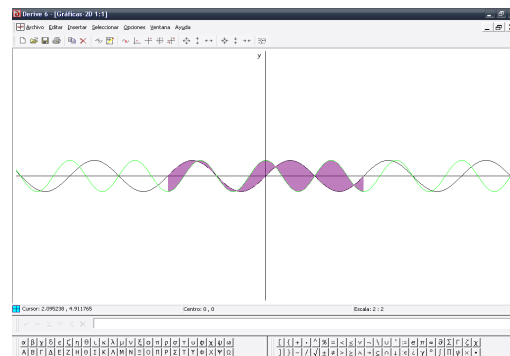 Derive 6 - [Gráficas-2D 1:1]
Archivo Editar Insertar Seleccionar Opciones Ventana Ayuda
y
Cursor: 2.095238 , 4.911765 Centro: 0 , 0 Escala: 2 : 2
α β γ δ ε ζ η θ ι κ λ μ ν ξ ο π ρ σ τ υ φ χ ψ ω
Α Β Γ Δ Ε Ζ Η Θ Ι Κ Λ Μ Ν Ξ Ο Π Ρ Σ Τ Υ Φ Χ Ψ Ω